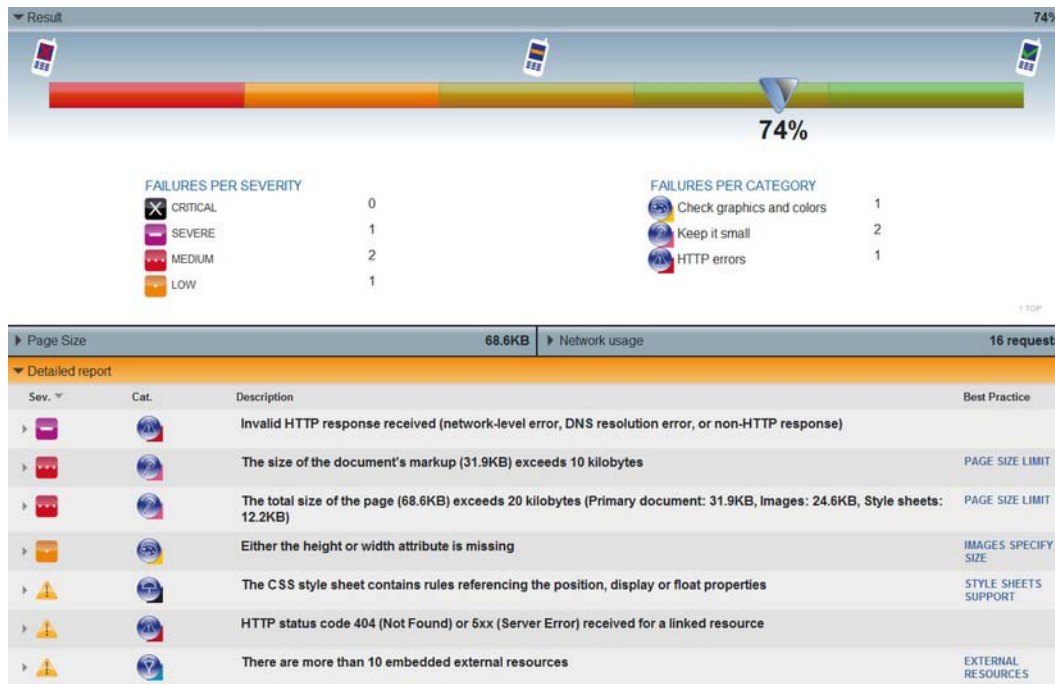 Result 74%
74%
FAILURES PER SEVERITY
CRITICAL 0
SEVERE 1
MEDIUM 2
LOW 1
FAILURES PER CATEGORY
Check graphics and colors 1
Keep it small 2
HTTP errors 1
↑ TOP
Page Size 68.6KB
Network usage 16 request
Detailed report
Sev. Cat. Description Best Practice
Invalid HTTP response received (network-level error, DNS resolution error, or non-HTTP response)
The size of the document's markup (31.9KB) exceeds 10 kilobytes PAGE SIZE LIMIT
The total size of the page (68.6KB) exceeds 20 kilobytes (Primary document: 31.9KB, Images: 24.6KB, Style sheets: PAGE SIZE LIMIT
12.2KB)
Either the height or width attribute is missing IMAGES SPECIFY
SIZE
The CSS style sheet contains rules referencing the position, display or float properties STYLE SHEETS
SUPPORT
HTTP status code 404 (Not Found) or 5xx (Server Error) received for a linked resource
There are more than 10 embedded external resources EXTERNAL
RESOURCES